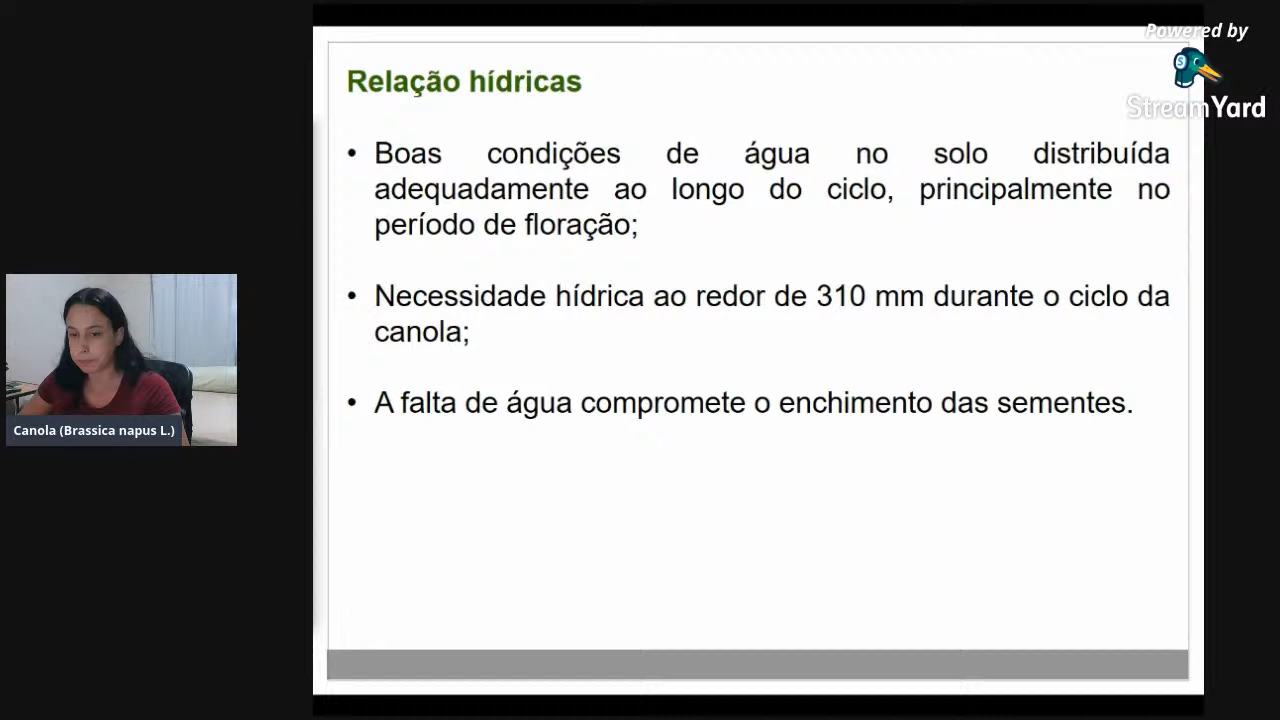 Powered by
StreamYard
Relação hídricas
• Boas condições de água no solo distribuída
adequadamente ao longo do ciclo, principalmente no
período de floração;
• Necessidade hídrica ao redor de 310 mm durante o ciclo da
canola;
• A falta de água compromete o enchimento das sementes.
Canola (Brassica napus L.)